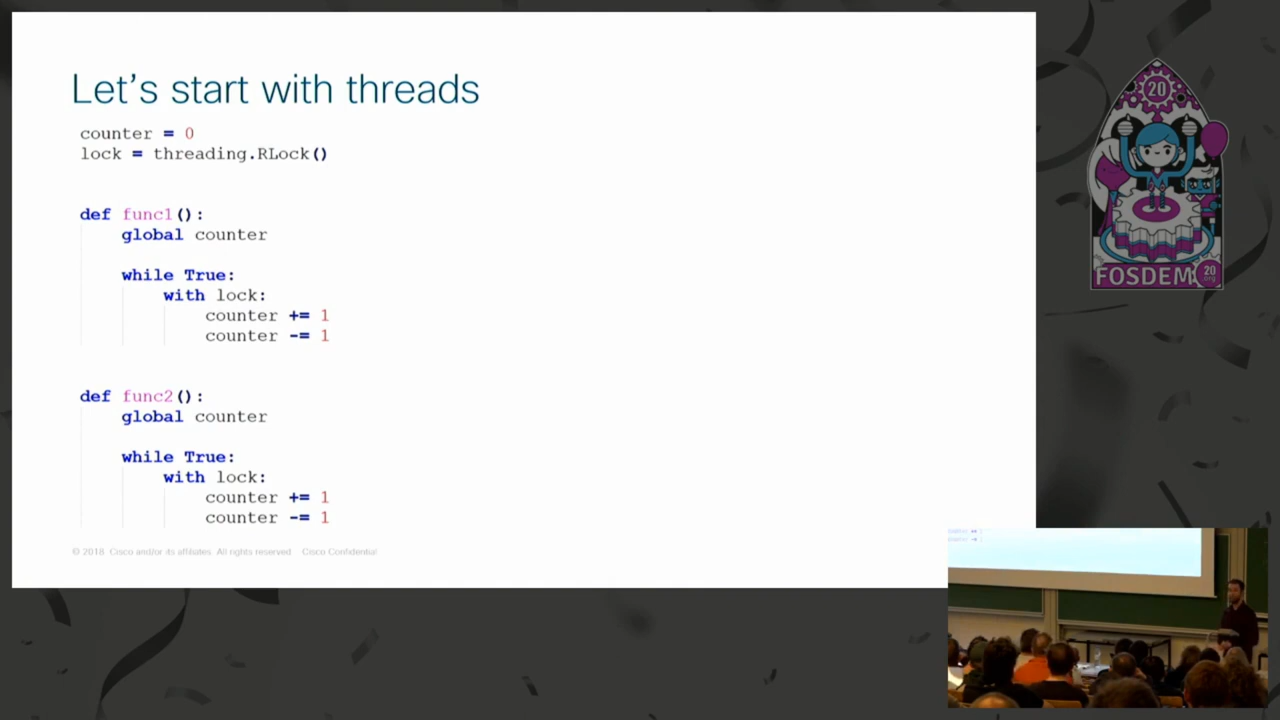 Let's start with threads
counter = 0
lock = threading.RLock()
def func1():
global counter
while True:
with lock:
counter += 1
counter -= 1
def func2():
global counter
while True:
with lock:
counter += 1
counter -= 1
© 2018 Cisco and/or its affiliates. All rights reserved. Cisco Confidential
20
FOSDEM
20
.org